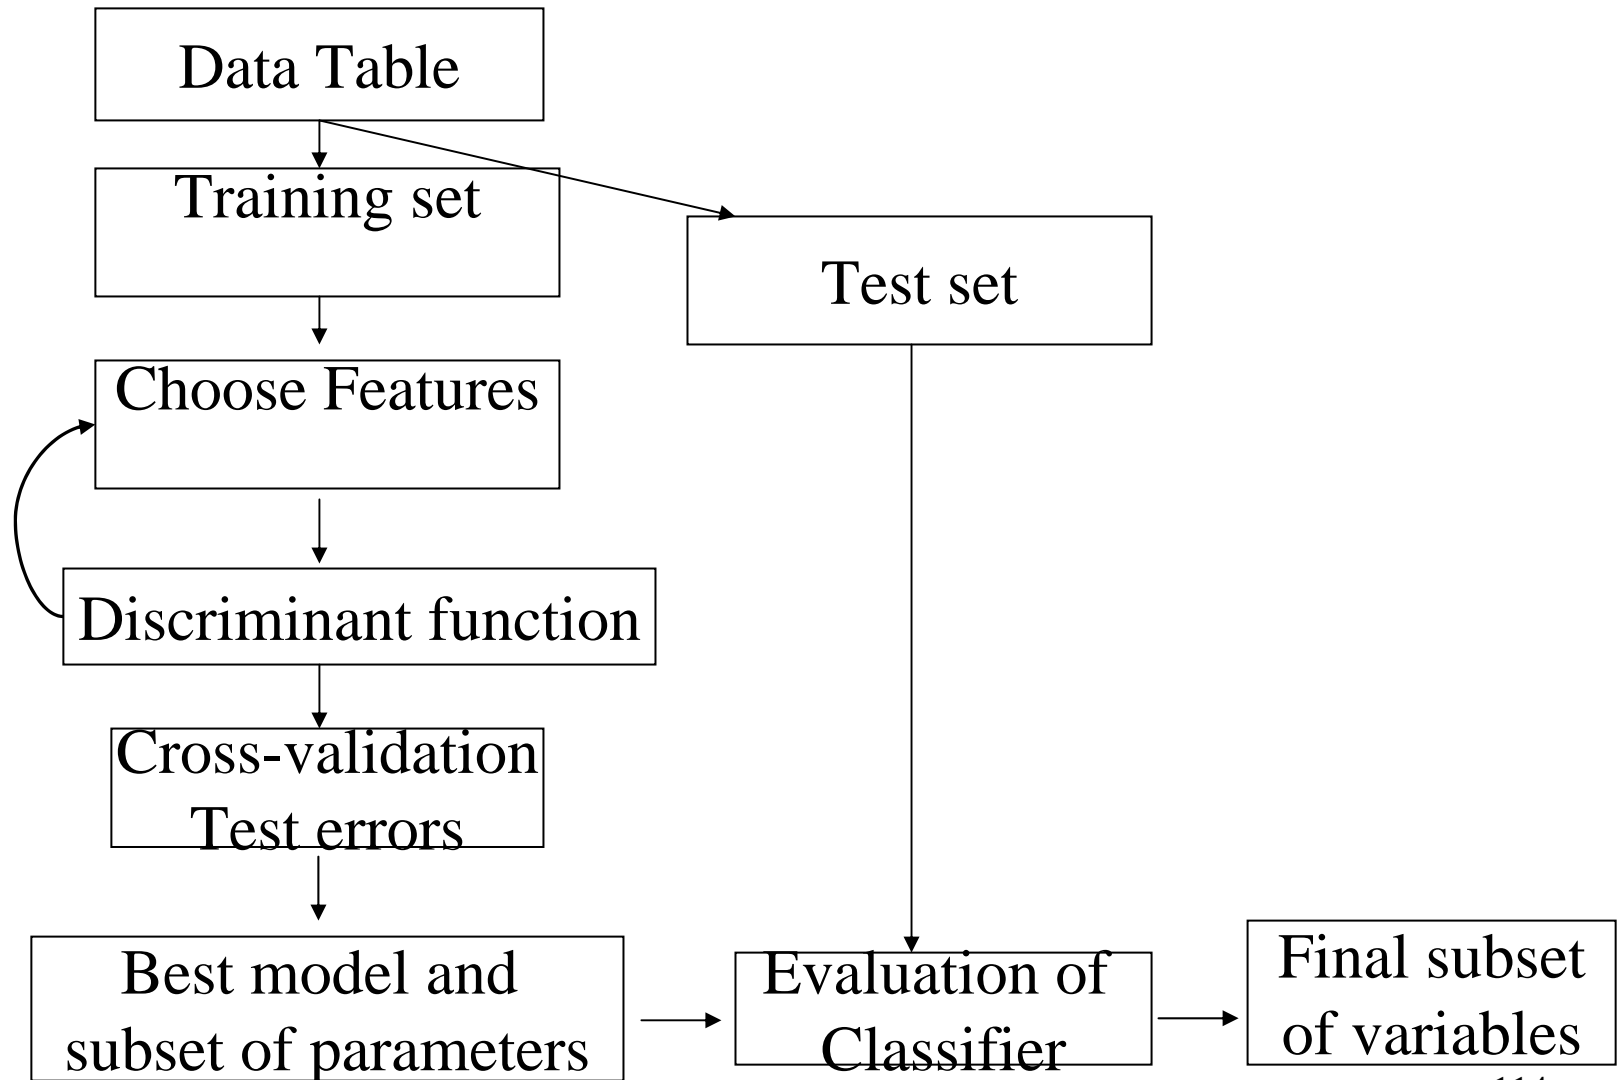 Data Table
Training set
Test set
Choose Features
Discriminant function
Cross-validation
Test errors
Best model and
subset of parameters
Evaluation of
Classifier
Final subset
of variables